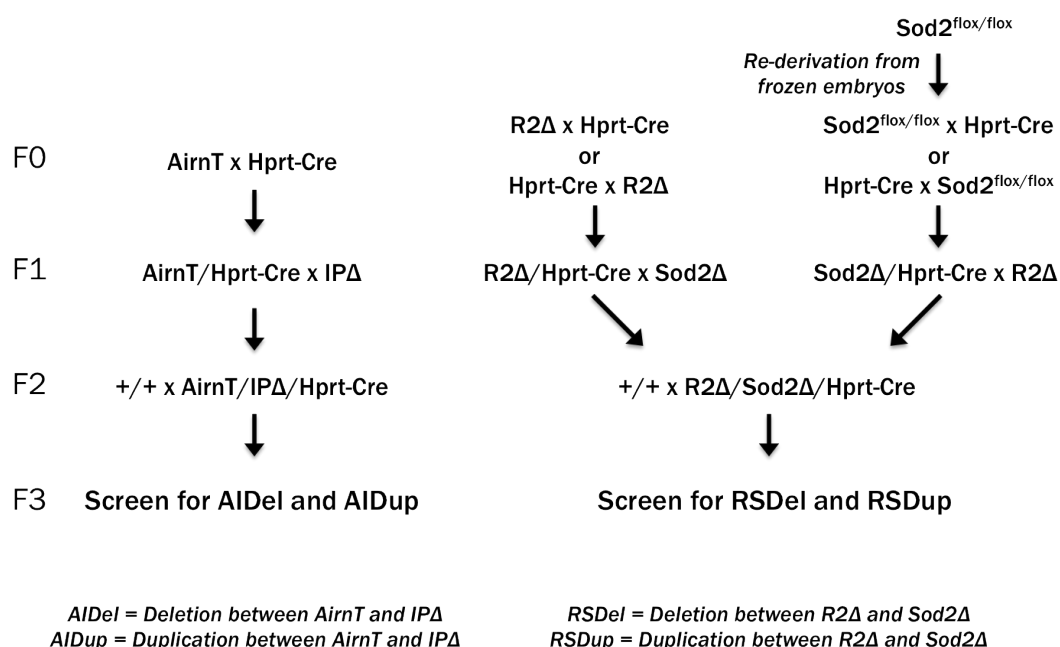 Sod2flox/flox
Re-derivation from
frozen embryos
F0
AirnT x Hprt-Cre
R2Δ x Hprt-Cre
or
Hprt-Cre x R2Δ
Sod2flox/flox x Hprt-Cre
or
Hprt-Cre x Sod2flox/flox
F1
AirnT/Hprt-Cre x IPΔ
R2Δ/Hprt-Cre x Sod2Δ
Sod2Δ/Hprt-Cre x R2Δ
F2
+/+ x AirnT/IPΔ/Hprt-Cre
+/+ x R2Δ/Sod2Δ/Hprt-Cre
F3
Screen for AIDel and AIDup
Screen for RSDel and RSDup
AIDel = Deletion between AirnT and IPΔ
AIDup = Duplication between AirnT and IPΔ
RSDel = Deletion between R2Δ and Sod2Δ
RSDup = Duplication between R2Δ and Sod2Δ